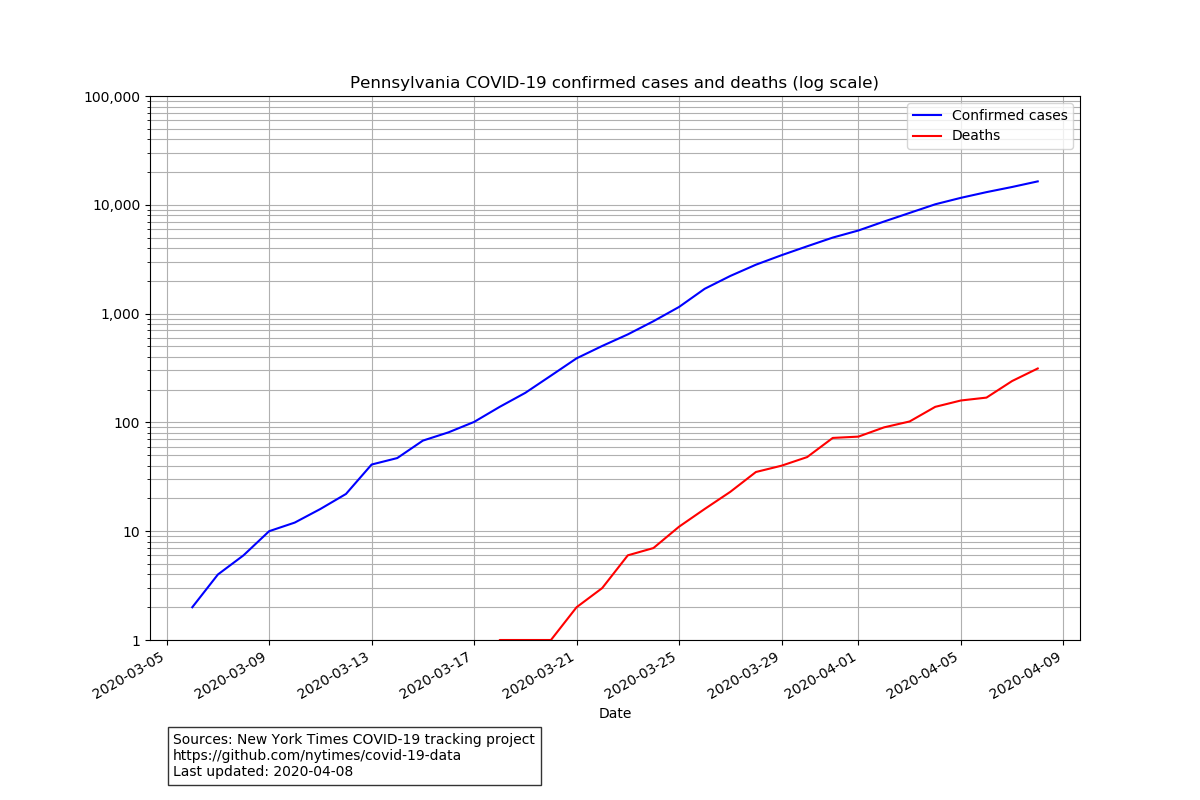 Pennsylvania COVID-19 confirmed cases and deaths (log scale)
100,000
10,000
1,000
100
10
1
Confirmed cases
Deaths
2020-03-05
2020-03-09
2020-03-13
2020-03-17
2020-03-21
2020-03-25
2020-03-29
2020-04-01
2020-04-05
2020-04-09
Date
Sources: New York Times COVID-19 tracking project
https://github.com/nytimes/covid-19-data
Last updated: 2020-04-08